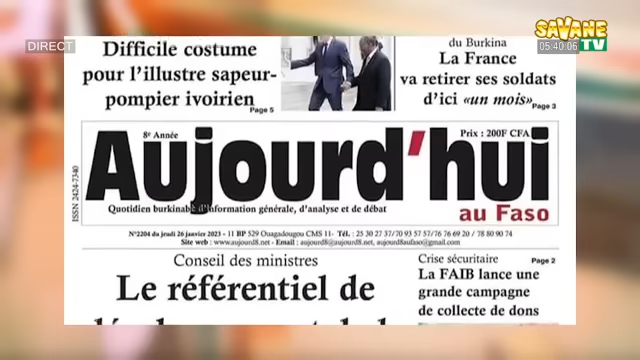 DIRECT
SAVANE
TV
05:40:06
Difficile costume
pour l'illustre sapeur-
pompier ivoirien
Page 5
du Burkina
La France
va retirer ses soldats
d'ici «un mois»
Page 3
8e Année
Prix : 200F CFA
Aujourd'hui
au Faso
Quotidien burkinabè d'Information générale, d'analyse et de débat
ISSN 2424-7340
N°2204 du jeudi 26 janvier 2023 - 11 BP 529 Ouagadougou CMS 11- Tél. : 25 30 27 37/70 93 57 57/76 76 69 20 / 78 80 90 74
Site web : www.aujourd8.net - Email : aujourd8@aujourd8.net, aujourd8aufaso@gmail.com
Conseil des ministres
Le référentiel de
Crise sécuritaire
Page 2
La FAIB lance une
grande campagne
de collecte de dons